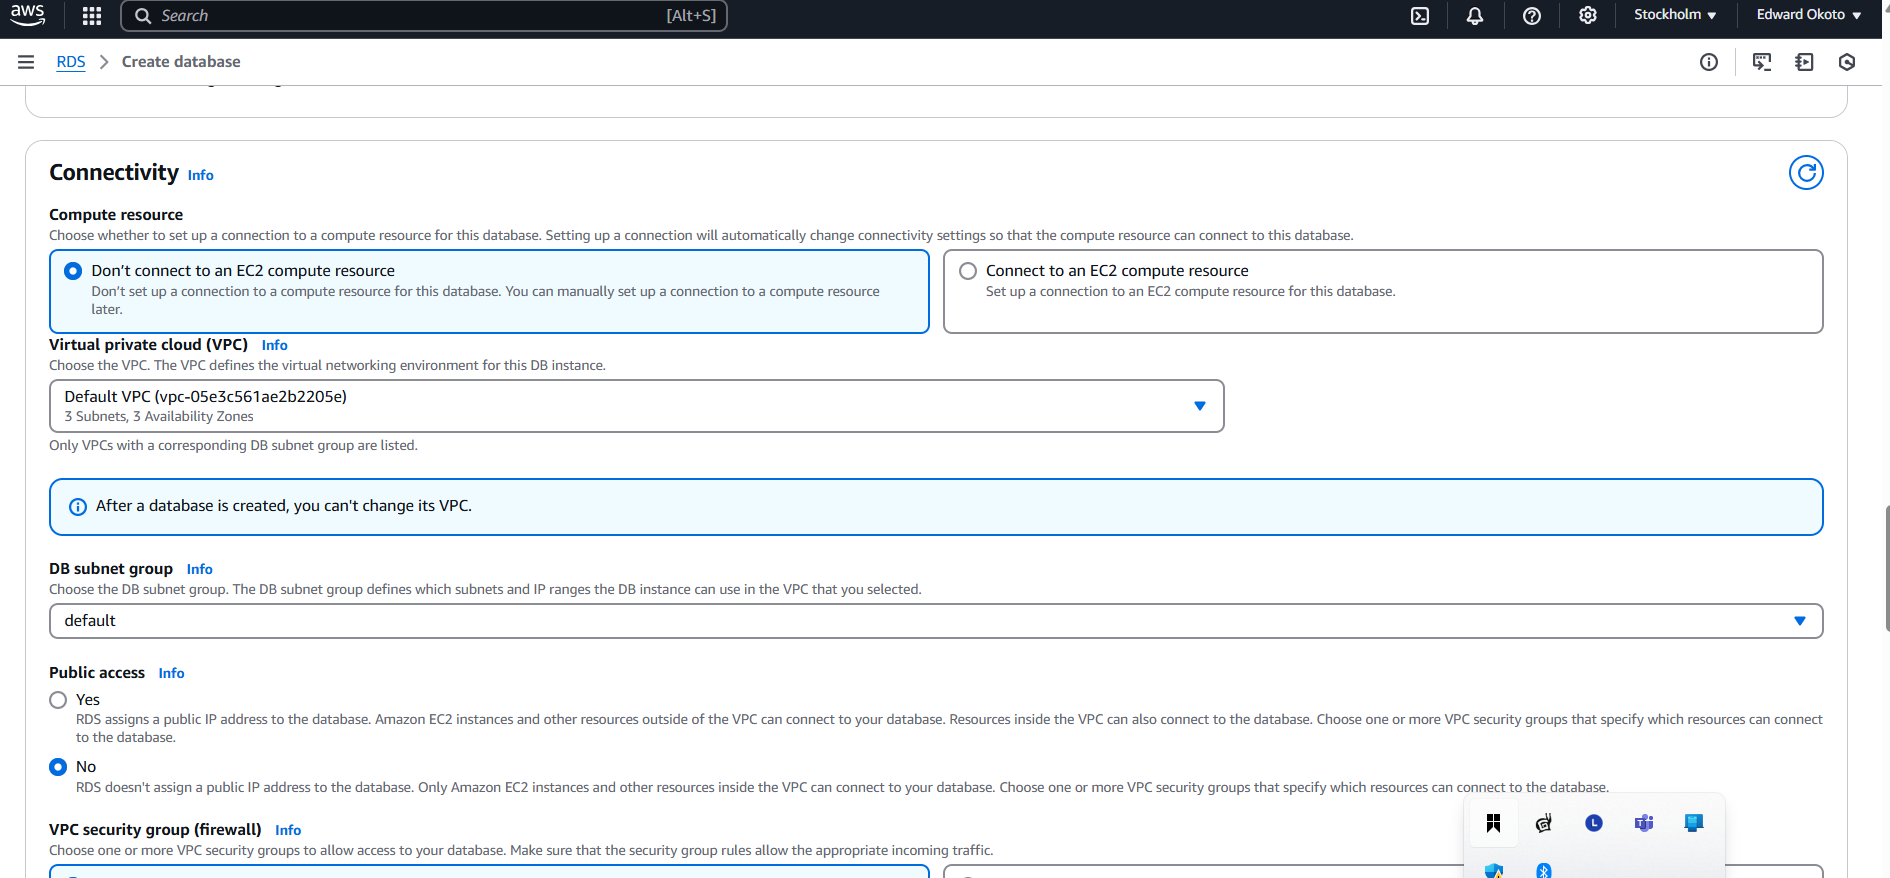 aws
Search [Alt+S]
Stockholm ▼
Edward Okoto ▼
RDS > Create database
Connectivity Info
Compute resource
Choose whether to set up a connection to a compute resource for this database. Setting up a connection will automatically change connectivity settings so that the compute resource can connect to this database.
Don’t connect to an EC2 compute resource
Don’t set up a connection to a compute resource for this database. You can manually set up a connection to a compute resource
later.
Connect to an EC2 compute resource
Set up a connection to an EC2 compute resource for this database.
Virtual private cloud (VPC) Info
Choose the VPC. The VPC defines the virtual networking environment for this DB instance.
Default VPC (vpc-05e3c561ae2b2205e)
3 Subnets, 3 Availability Zones
Only VPCs with a corresponding DB subnet group are listed.
After a database is created, you can't change its VPC.
DB subnet group Info
Choose the DB subnet group. The DB subnet group defines which subnets and IP ranges the DB instance can use in the VPC that you selected.
default
Public access Info
Yes
RDS assigns a public IP address to the database. Amazon EC2 instances and other resources outside of the VPC can connect to your database. Resources inside the VPC can also connect to the database. Choose one or more VPC security groups that specify which resources can connect
to the database.
No
RDS doesn't assign a public IP address to the database. Only Amazon EC2 instances and other resources inside the VPC can connect to your database. Choose one or more VPC security groups that specify which resources can connect to the database.
VPC security group (firewall) Info
Choose one or more VPC security groups to allow access to your database. Make sure that the security group rules allow the appropriate incoming traffic.
L